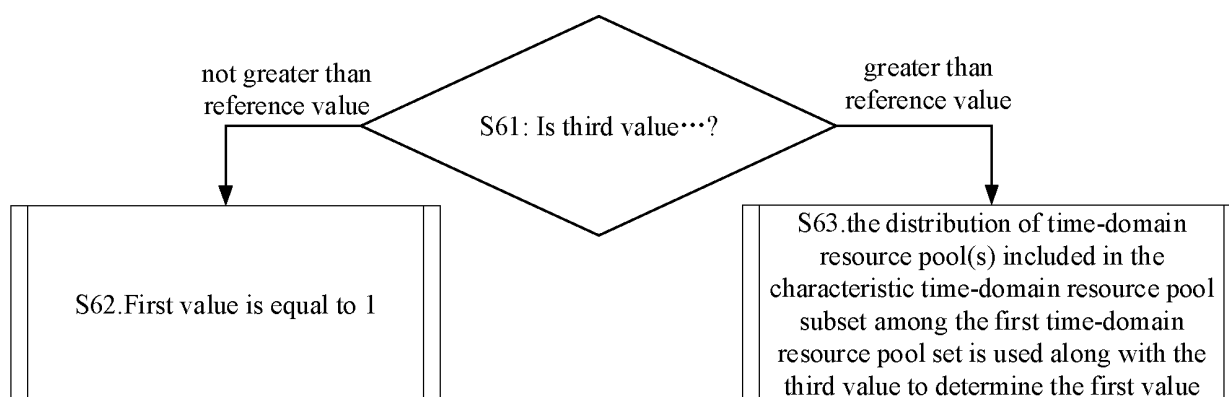 not greater than
reference value
greater than
reference value
S61: Is third value···?
S62.First value is equal to 1
S63.the distribution of time-domain
resource pool(s) included in the
characteristic time-domain resource pool
subset among the first time-domain
resource pool set is used along with the
third value to determine the first value